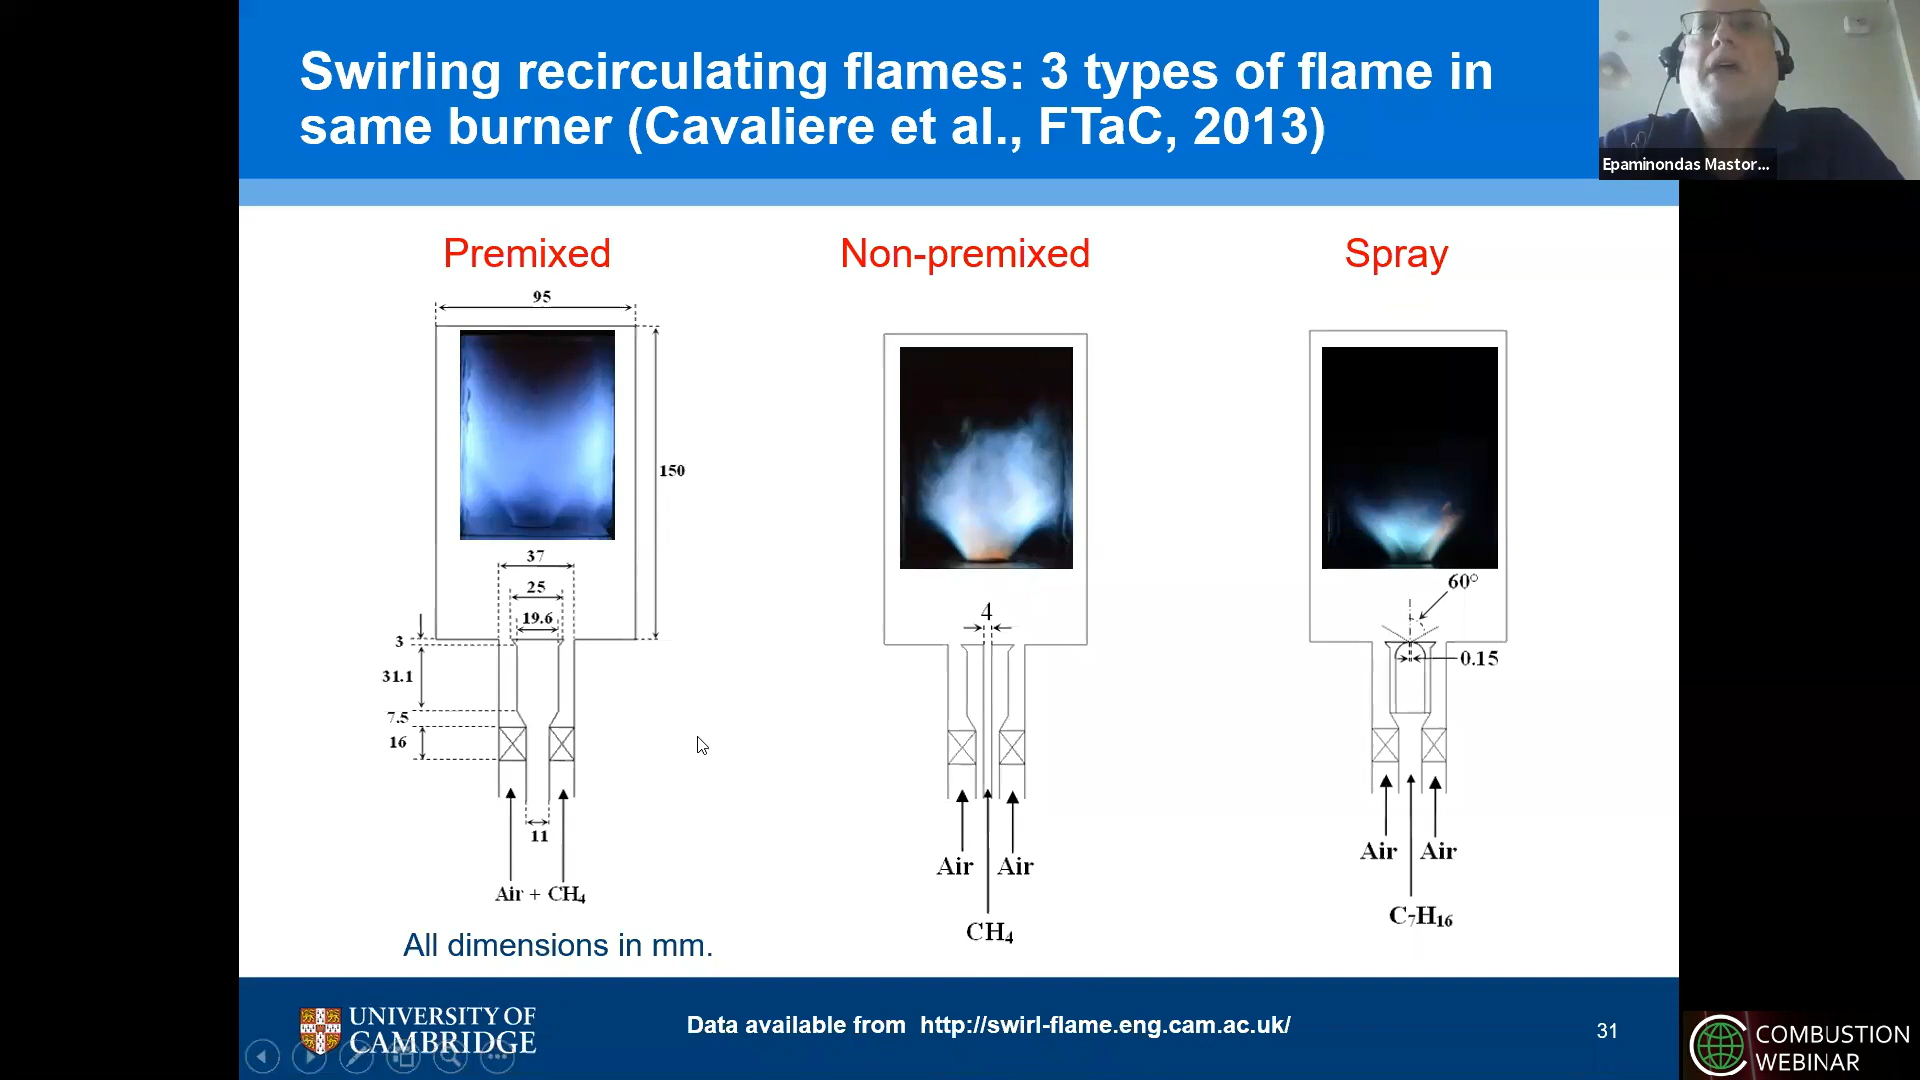 Swirling recirculating flames: 3 types of flame in
same burner (Cavaliere et al., FTaC, 2013)
Epaminondas Mastor...
Premixed
Non-premixed
Spray
95
150
37
25
19.6
3
31.1
7.5
16
11
Air + CH₄
All dimensions in mm.
4
Air Air
CH₄
60°
0.15
Air Air
C₇H₁₆
UNIVERSITY OF
CAMBRIDGE
Data available from http://swirl-flame.eng.cam.ac.uk/
31
COMBUSTION
WEBINAR